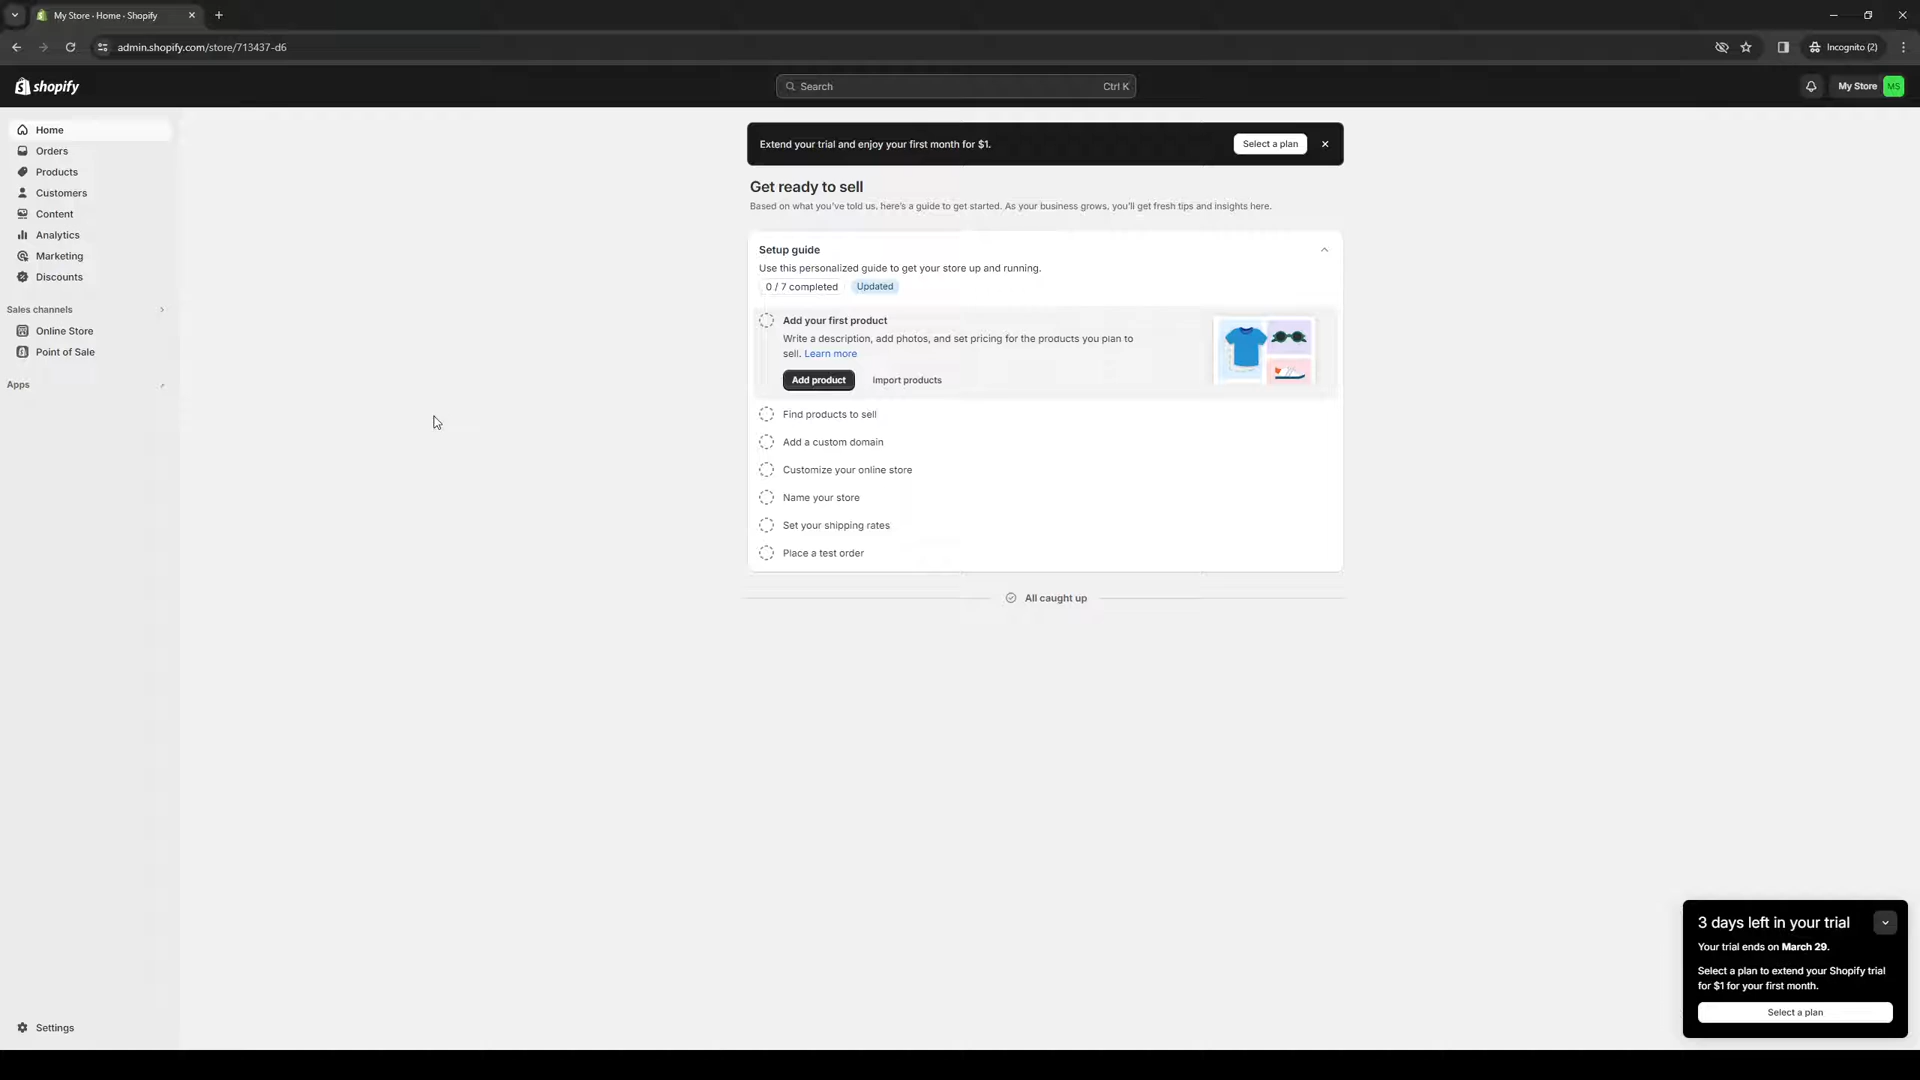 My Store - Home - Shopify
admin.shopify.com/store/713437-d6
Incognito (2)
shopify
Search
Ctrl K
My Store
MS
Home
Orders
Products
Customers
Content
Analytics
Marketing
Discounts
Sales channels
Online Store
Point of Sale
Apps
Settings
Extend your trial and enjoy your first month for $1.
Select a plan
Get ready to sell
Based on what you've told us, here's a guide to get started. As your business grows, you'll get fresh tips and insights here.
Setup guide
Use this personalized guide to get your store up and running.
0 / 7 completed
Updated
Add your first product
Write a description, add photos, and set pricing for the products you plan to
sell. Learn more
Add product
Import products
Find products to sell
Add a custom domain
Customize your online store
Name your store
Set your shipping rates
Place a test order
All caught up
3 days left in your trial
Your trial ends on March 29.
Select a plan to extend your Shopify trial
for $1 for your first month.
Select a plan